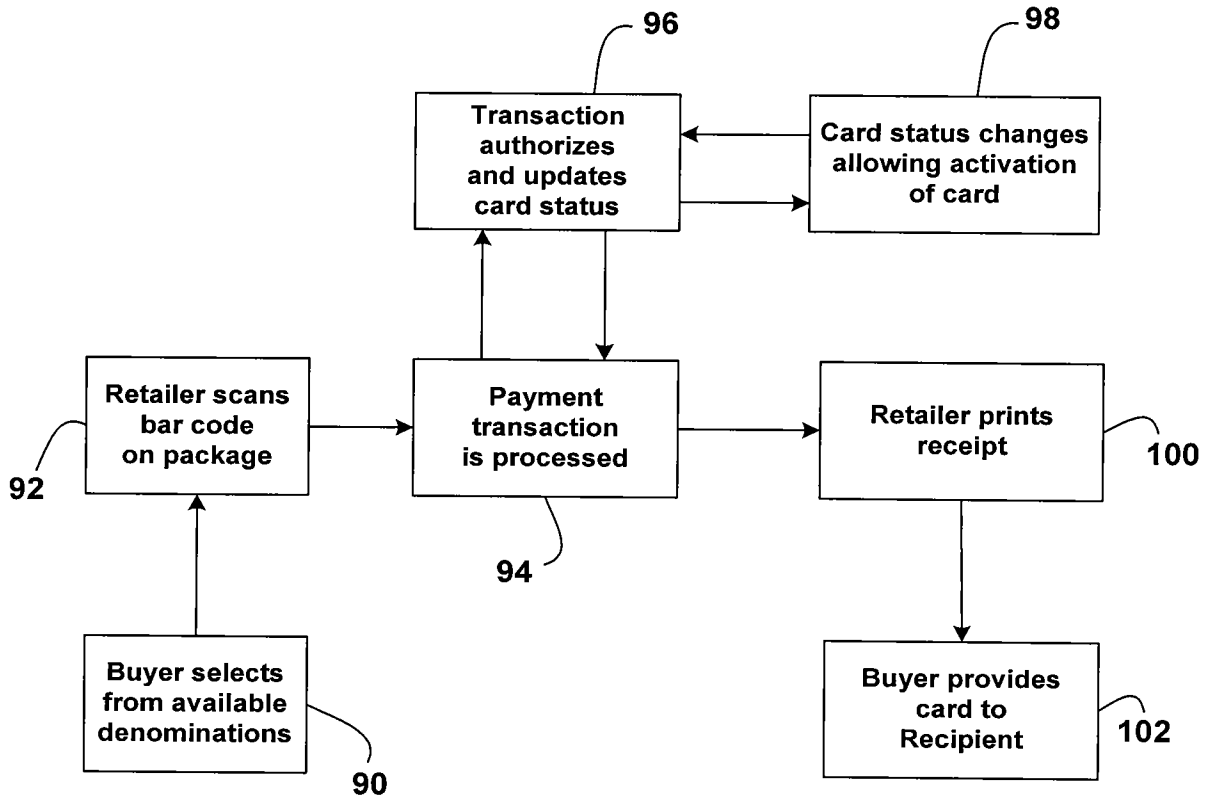 96
98
Transaction
authorizes
and updates
card status
Card status changes
allowing activation
of card
Retailer scans
bar code
on package
Payment
transaction
is processed
Retailer prints
receipt
92
94
100
Buyer selects
from available
denominations
90
Buyer provides
card to
Recipient
102